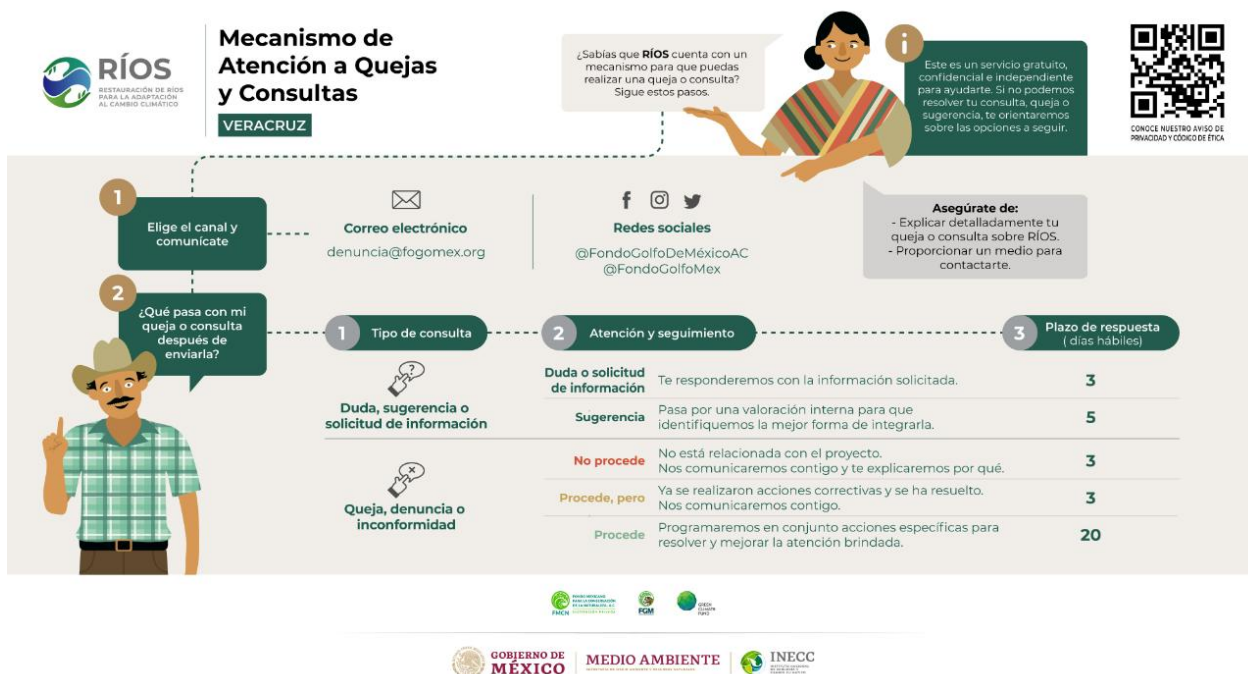 RÍOS
RESTAURACIÓN DE RÍOS
PARA LA ADAPTACIÓN
AL CAMBIO CLIMÁTICO
Mecanismo de
Atención a Quejas
y Consultas
VERACRUZ
¿Sabías que RÍOS cuenta con un
mecanismo para que puedas
realizar una queja o consulta?
Sigue estos pasos.
i
Este es un servicio gratuito,
confidencial e independiente
para ayudarte. Si no podemos
resolver tu consulta, queja o
sugerencia, te orientaremos
sobre las opciones a seguir.
CONOCE NUESTRO AVISO DE
PRIVACIDAD Y CÓDIGO DE ÉTICA
1
Elige el canal y
comunícate
Correo electrónico
denuncia@fogomex.org
Redes sociales
@FondoGolfoDeMéxicoAC
@FondoGolfoMex
Asegúrate de:
- Explicar detalladamente tu
queja o consulta sobre RÍOS.
- Proporcionar un medio para
contactarte.
2
¿Qué pasa con mi
queja o consulta
después de
enviarla?
1 Tipo de consulta
2 Atención y seguimiento
3 Plazo de respuesta
( días hábiles)
Duda, sugerencia o
solicitud de información
Duda o solicitud
de información
Te responderemos con la información solicitada.
3
Sugerencia
Pasa por una valoración interna para que
identifiquemos la mejor forma de integrarla.
5
Queja, denuncia o
inconformidad
No procede
No está relacionada con el proyecto.
Nos comunicaremos contigo y te explicaremos por qué.
3
Procede, pero
Ya se realizaron acciones correctivas y se ha resuelto.
Nos comunicaremos contigo.
3
Procede
Programaremos en conjunto acciones específicas para
resolver y mejorar la atención brindada.
20
FMCN
FGM
GREEN
CLIMATE
FUND
GOBIERNO DE
MÉXICO
MEDIO AMBIENTE
INECC